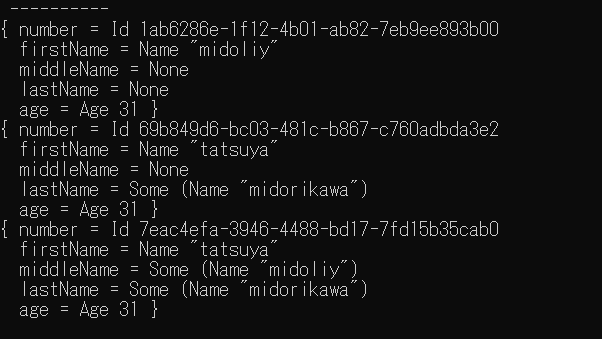 ----------
{ number = Id 1ab6286e-1f12-4b01-ab82-7eb9ee893b00
  firstName = Name "midoliy"
  middleName = None
  lastName = None
  age = Age 31 }
{ number = Id 69b849d6-bc03-481c-b867-c760adbda3e2
  firstName = Name "tatsuya"
  middleName = None
  lastName = Some (Name "midorikawa")
  age = Age 31 }
{ number = Id 7eac4efa-3946-4488-bd17-7fd15b35cab0
  firstName = Name "tatsuya"
  middleName = Some (Name "midoliy")
  lastName = Some (Name "midorikawa")
  age = Age 31 }